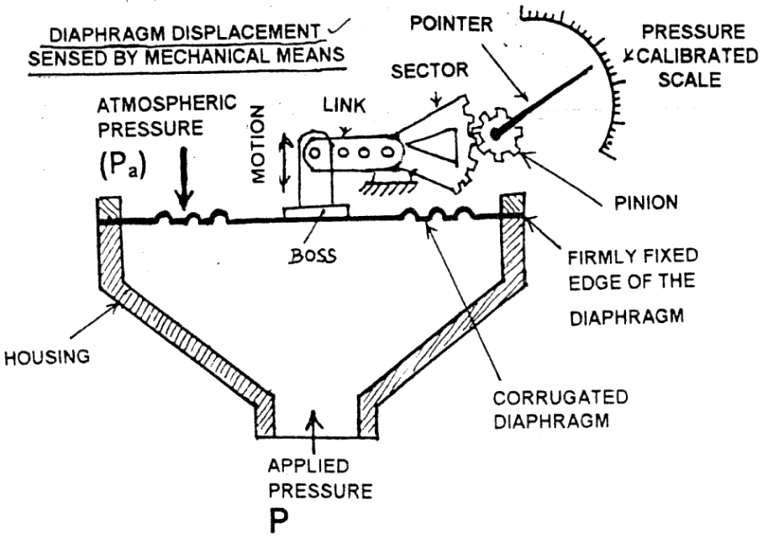 DIAPHRAGM DISPLACEMENT
SENSED BY MECHANICAL MEANS
POINTER
PRESSURE
CALIBRATED
SCALE
SECTOR
LINK
ATMOSPHERIC
PRESSURE
(Pa)
MOTION
PINION
BOSS
FIRMLY FIXED
EDGE OF THE
DIAPHRAGM
HOUSING
CORRUGATED
DIAPHRAGM
APPLIED
PRESSURE
P